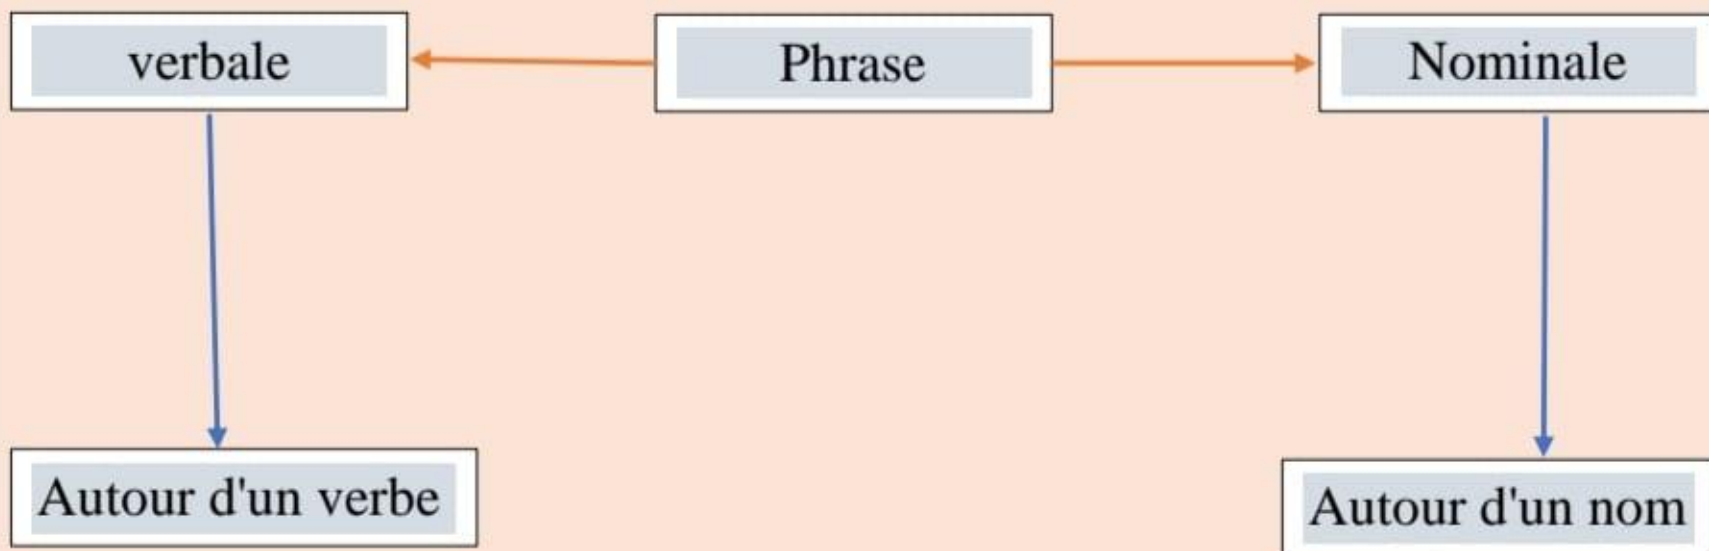 verbale
Phrase
Nominale
Autour d'un verbe
Autour d'un nom